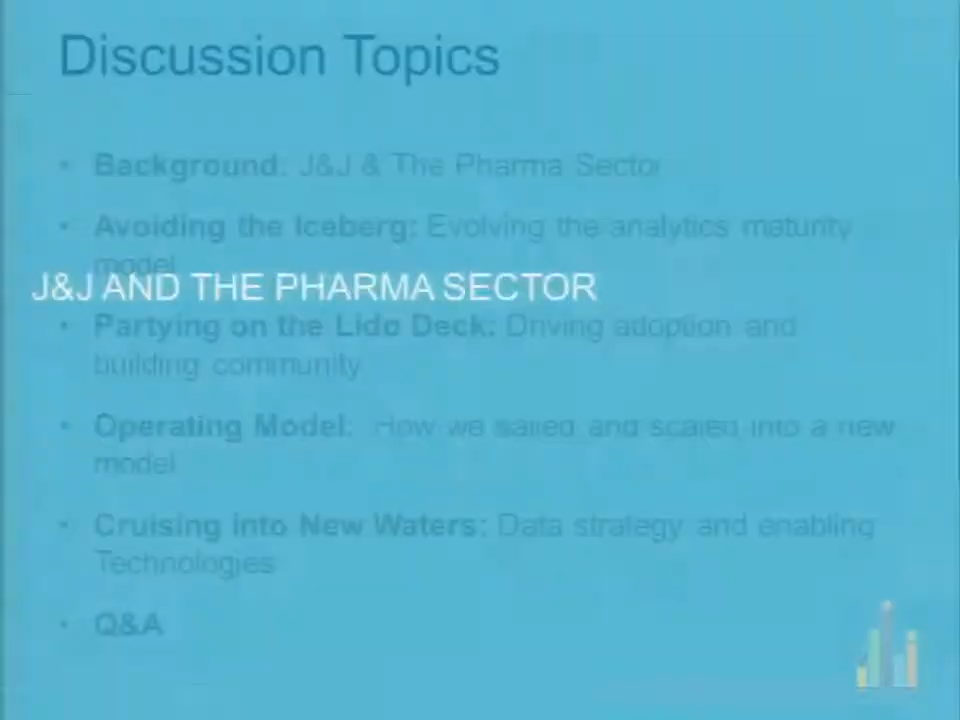 Discussion Topics
• Background: J&J & The Pharma Sector
• Avoiding the Iceberg: Evolving the analytics maturity
model
J&J AND THE PHARMA SECTOR
• Partying on the Lido Deck: Driving adoption and
building community
• Operating Model: How we sailed and scaled into a new
model
• Cruising into New Waters: Data strategy and enabling
Technologies
• Q&A